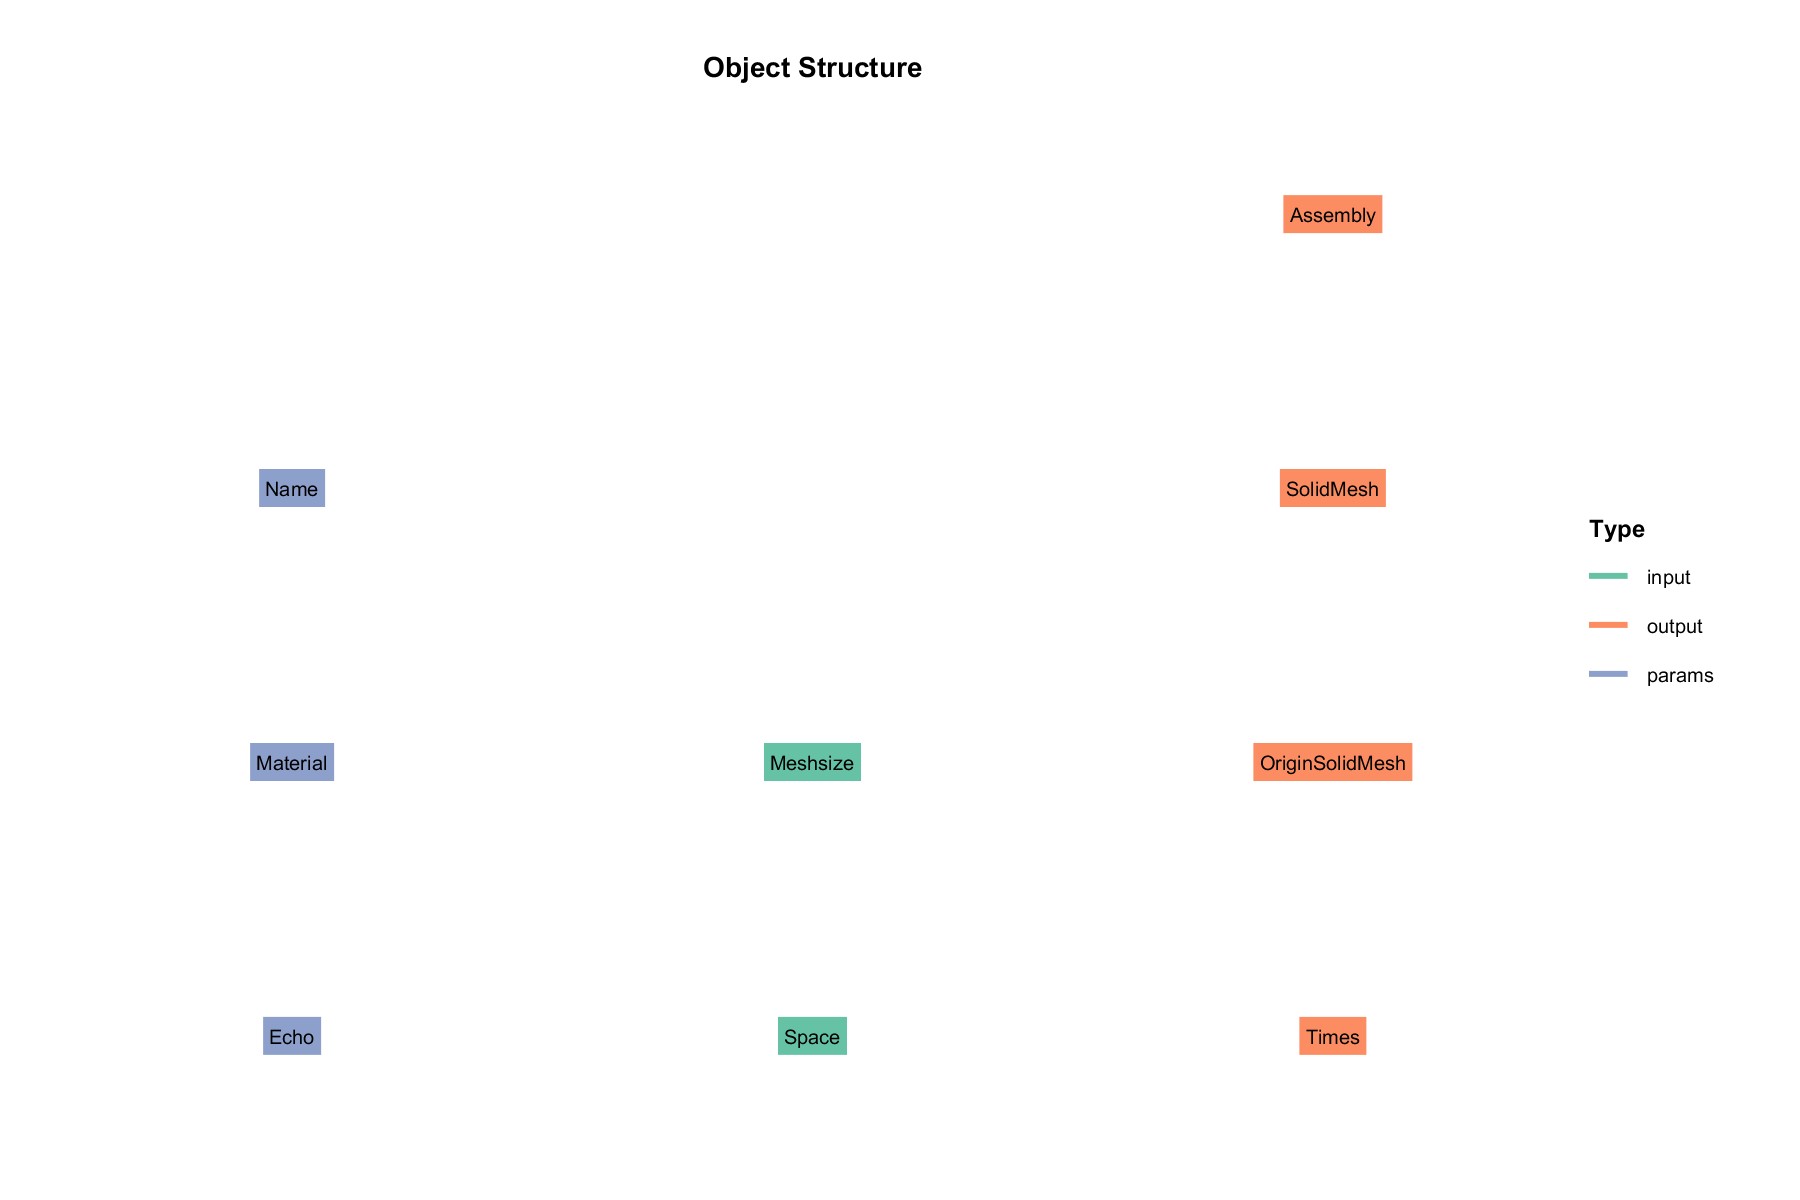 Object Structure
Assembly
Name
SolidMesh
Type
input
output
params
Material
Meshsize
OriginSolidMesh
Echo
Space
Times